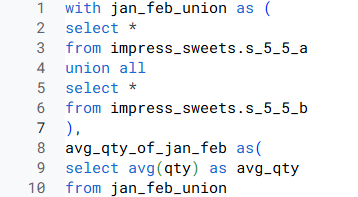 1 with jan_feb_union as (
2 select *
3 from impress_sweets.s_5_5_a
4 union all
5 select *
6 from impress_sweets.s_5_5_b
7 ),
8 avg_qty_of_jan_feb as(
9 select avg(qty) as avg_qty
10 from jan_feb_union